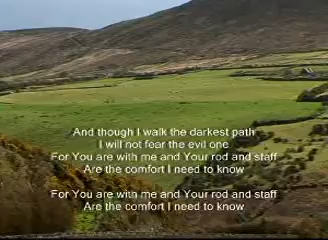 And though I walk the darkest path
I will not fear the evil one
For You are with me and Your rod and staff
Are the comfort I need to know
For You are with me and Your rod and staff
Are the comfort I need to know